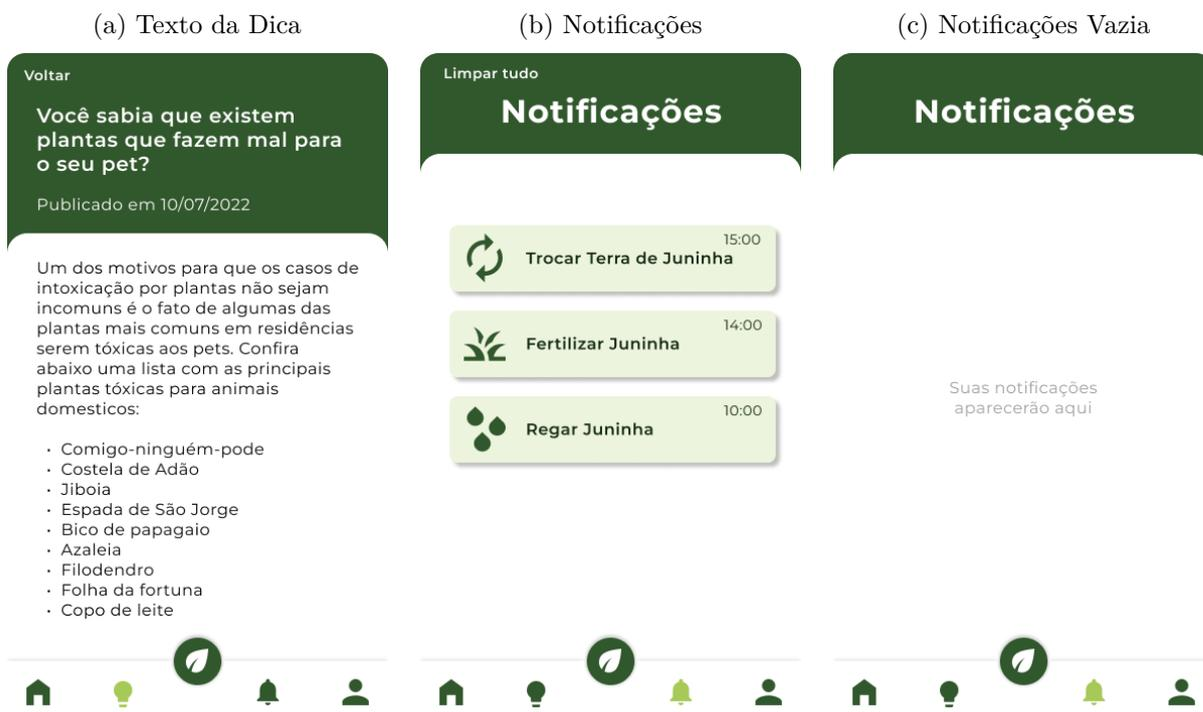 (a) Texto da Dica
Voltar
Você sabia que existem
plantas que fazem mal para
o seu pet?
Publicado em 10/07/2022
Um dos motivos para que os casos de
intoxicação por plantas não sejam
incomuns é o fato de algumas das
plantas mais comuns em residências
serem tóxicas aos pets. Confira
abaixo uma lista com as principais
plantas tóxicas para animais
domesticos:
• Comigo-ninguém-pode
• Costela de Adão
• Jiboia
• Espada de São Jorge
• Bico de papagaio
• Azaleia
• Filodendro
• Folha da fortuna
• Copo de leite
(b) Notificações
Limpar tudo
Notificações
15:00
Trocar Terra de Juninha
14:00
Fertilizar Juninha
10:00
Regar Juninha
(c) Notificações Vazia
Notificações
Suas notificações
aparecerão aqui